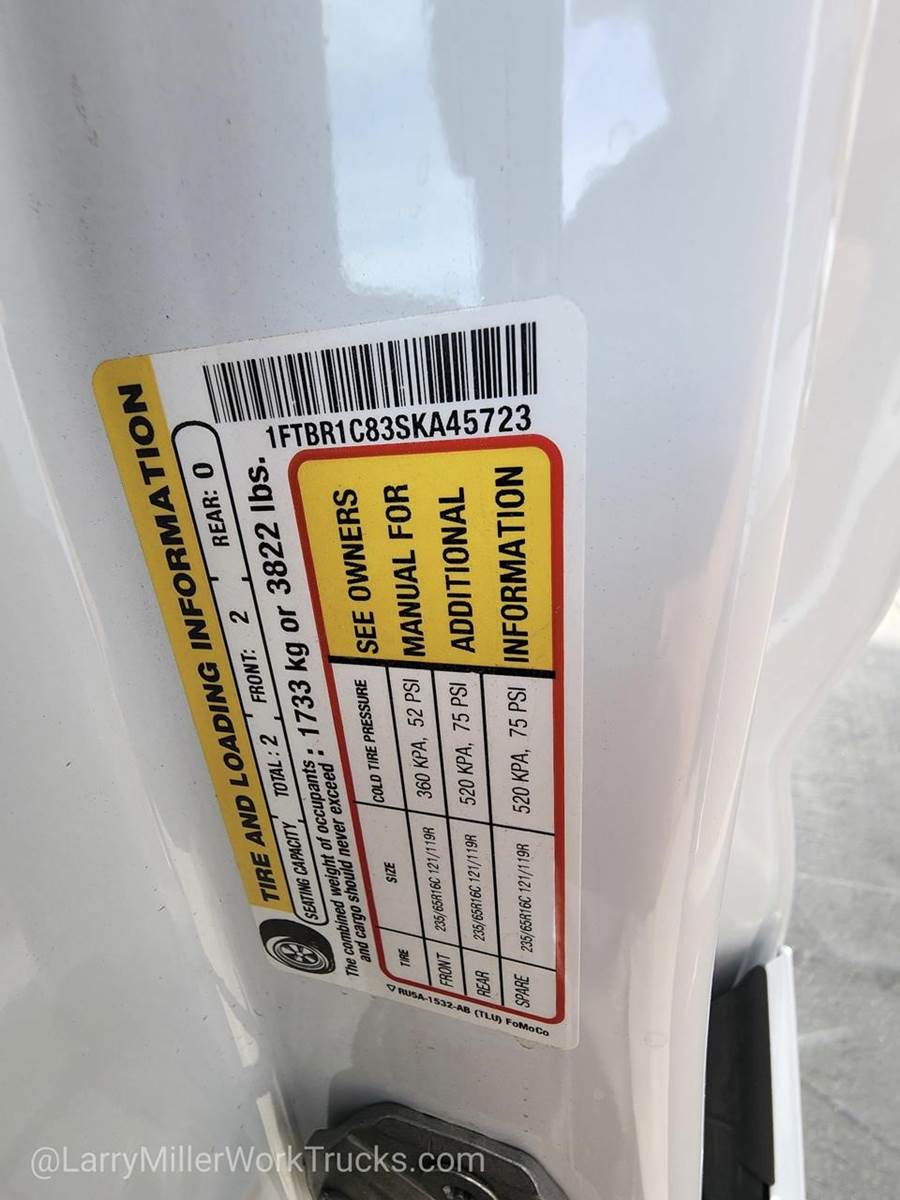 TIRE AND LOADING INFORMATION
SEATING CAPACITY TOTAL: 2 FRONT: 2 REAR: 0
The combined weight of occupants : 1733 kg or 3822 lbs.
and cargo should never exceed
TIRE SIZE COLD TIRE PRESSURE
FRONT 235/65R16C 121/119R 360 KPA, 52 PSI
REAR 235/65R16C 121/119R 520 KPA, 75 PSI
SPARE 235/65R16C 121/119R 520 KPA, 75 PSI
SEE OWNERS
MANUAL FOR
ADDITIONAL
INFORMATION
1FTBR1C83SKA45723
RU5A-1532-AB (TLU) FoMoCo
@LarryMillerWorkTrucks.com